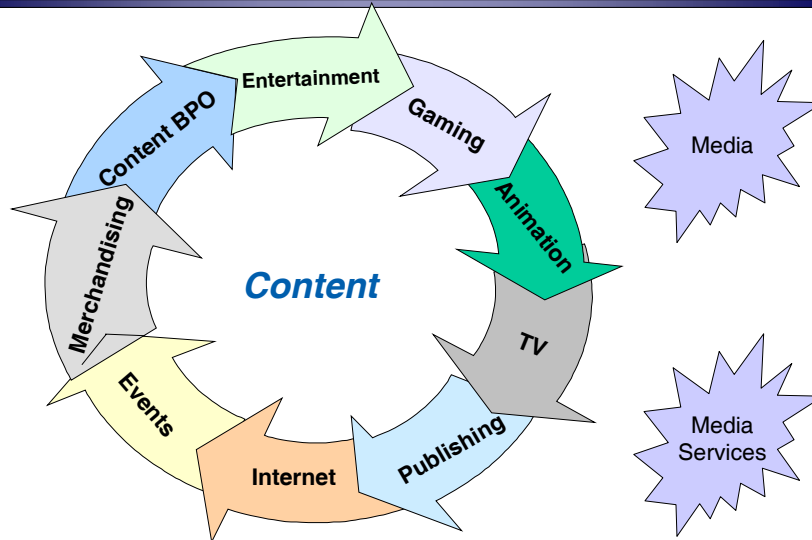 Entertainment
Gaming
Animation
TV
Publishing
Internet
Events
Merchandising
Content BPO
Content
Media
Media
Services